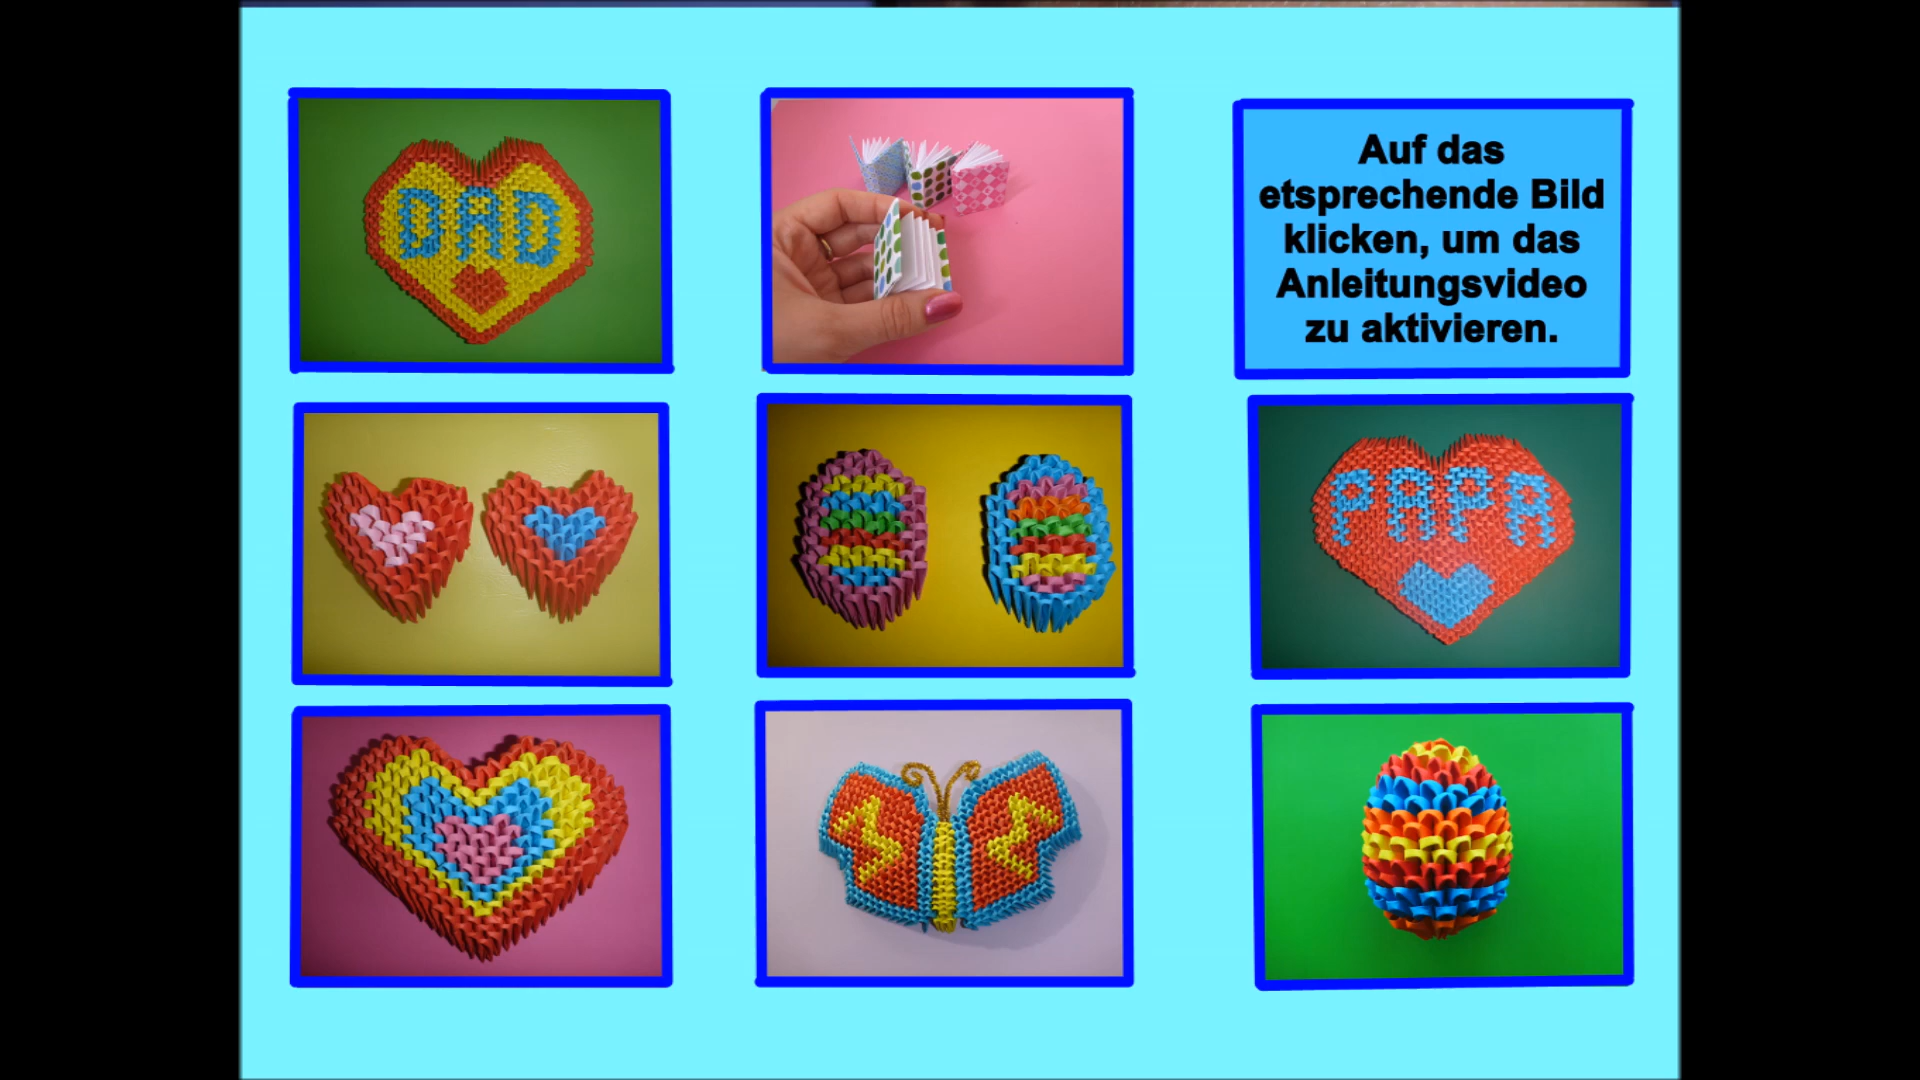 DAD
Auf das
etsprechende Bild
klicken, um das
Anleitungsvideo
zu aktivieren.
PAPA